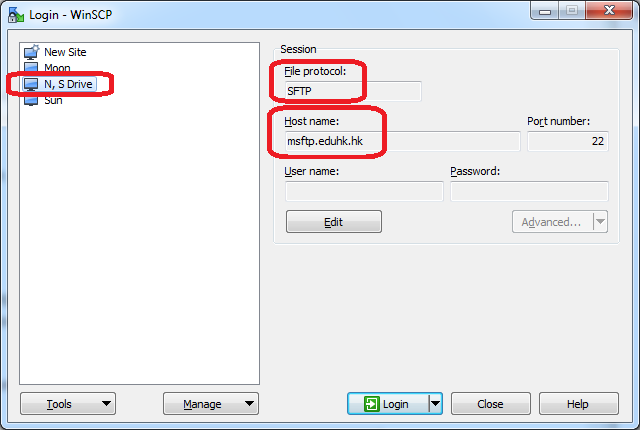 Login - WinSCP
New Site
Moon
N, S Drive
Sun
Session
File protocol:
SFTP
Host name:
Port number:
msftp.eduhk.hk
22
User name:
Password:
Edit
Advanced...
Tools
Manage
Login
Close
Help